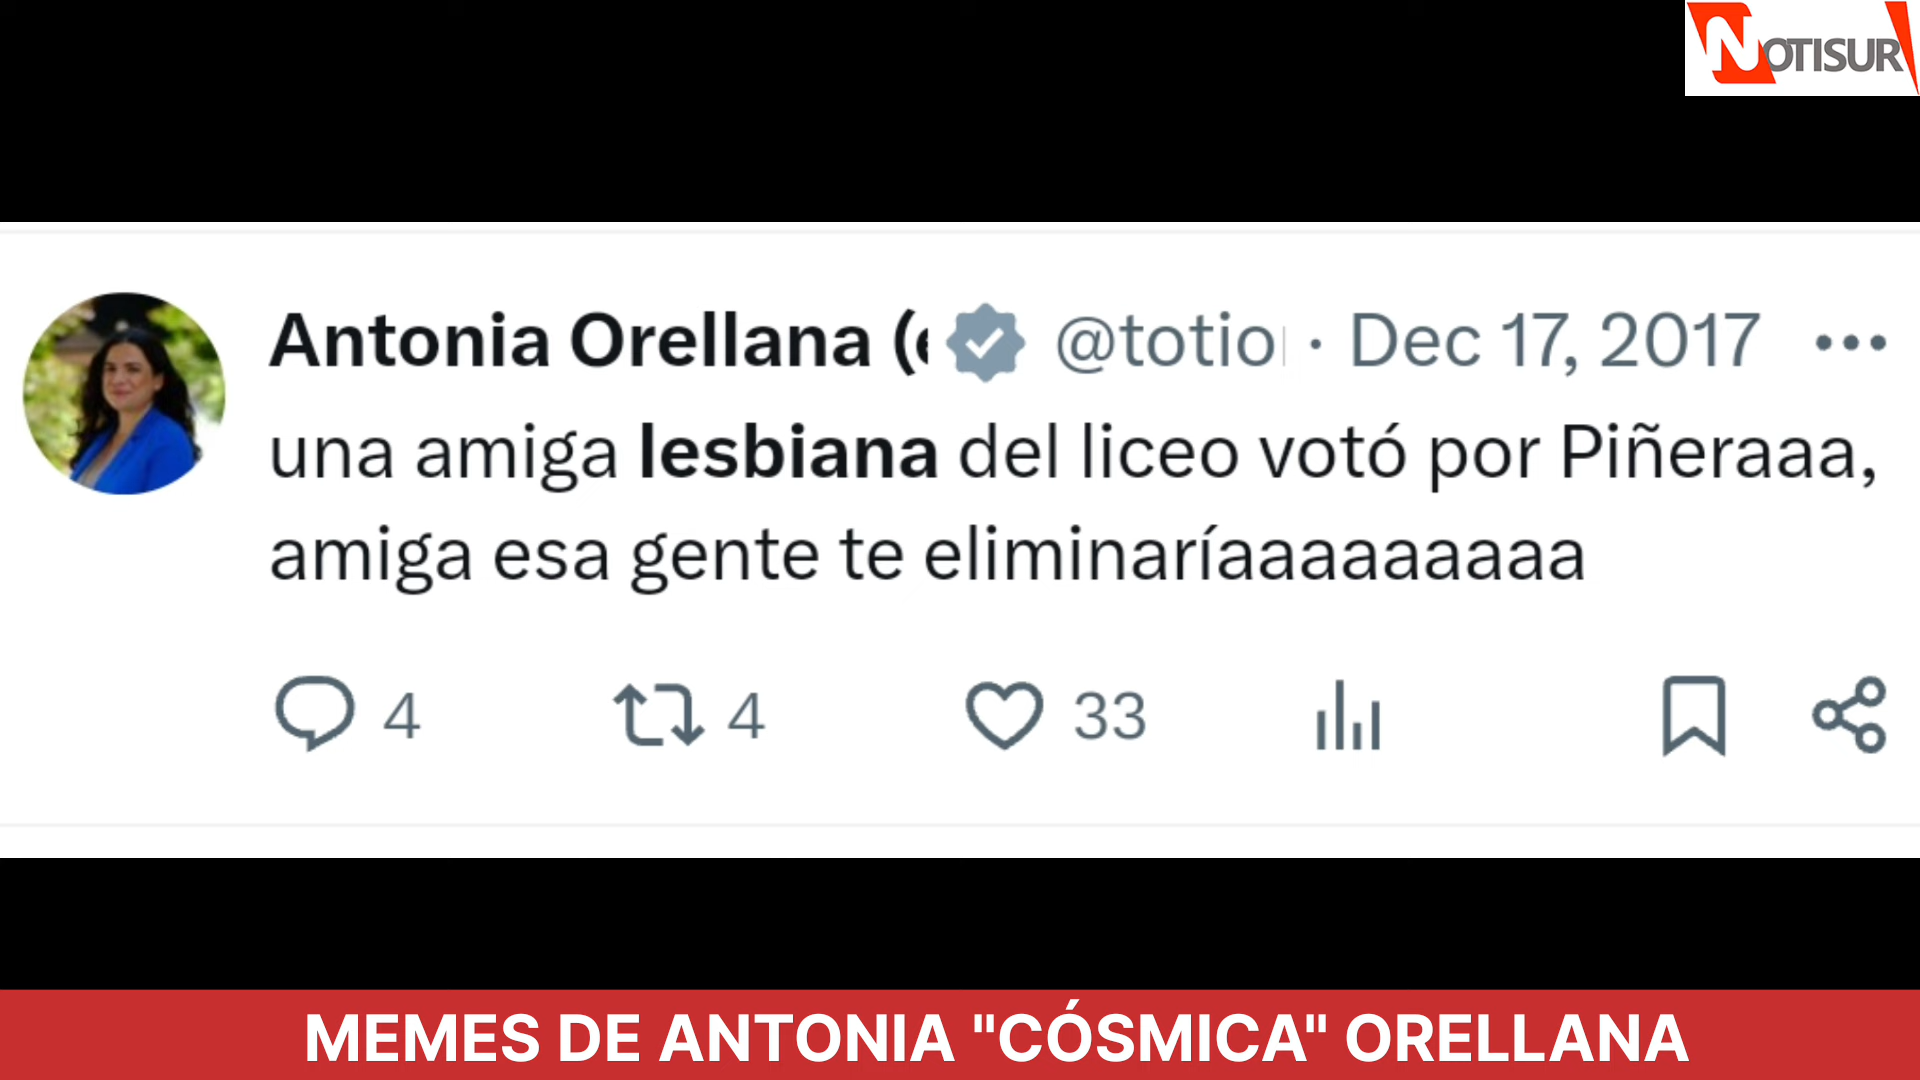 NOTISUR
Antonia Orellana (
@totio · Dec 17, 2017
una amiga lesbiana del liceo votó por Piñeraaa,
amiga esa gente te eliminaríaaaaaaaaa
4 4 33
MEMES DE ANTONIA "CÓSMICA" ORELLANA